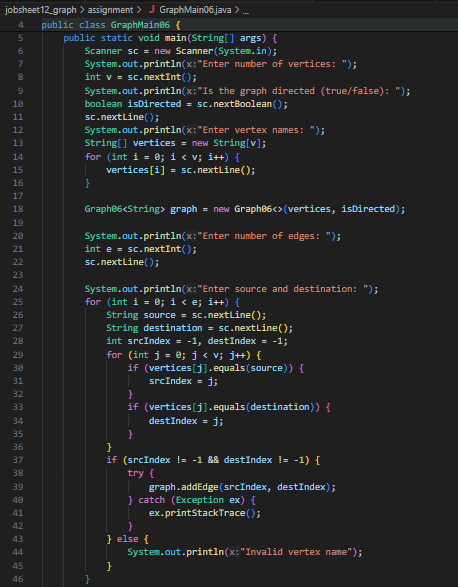 jobsheet12_graph > assignment > J GraphMain06.java > ...
4 public class GraphMain06 {
5 public static void main(String[] args) {
6 Scanner sc = new Scanner(System.in);
7 System.out.println(x:"Enter number of vertices: ");
8 int v = sc.nextInt();
9 System.out.println(x:"Is the graph directed (true/false): ");
10 boolean isDirected = sc.nextBoolean();
11 sc.nextLine();
12 System.out.println(x:"Enter vertex names: ");
13 String[] vertices = new String[v];
14 for (int i = 0; i < v; i++) {
15 vertices[i] = sc.nextLine();
16 }
17
18 Graph06<String> graph = new Graph06<>(vertices, isDirected);
19
20 System.out.println(x:"Enter number of edges: ");
21 int e = sc.nextInt();
22 sc.nextLine();
23
24 System.out.println(x:"Enter source and destination: ");
25 for (int i = 0; i < e; i++) {
26 String source = sc.nextLine();
27 String destination = sc.nextLine();
28 int srcIndex = -1, destIndex = -1;
29 for (int j = 0; j < v; j++) {
30 if (vertices[j].equals(source)) {
31 srcIndex = j;
32 }
33 if (vertices[j].equals(destination)) {
34 destIndex = j;
35 }
36 }
37 if (srcIndex != -1 && destIndex != -1) {
38 try {
39 graph.addEdge(srcIndex, destIndex);
40 } catch (Exception ex) {
41 ex.printStackTrace();
42 }
43 } else {
44 System.out.println(x:"Invalid vertex name");
45 }
46 }